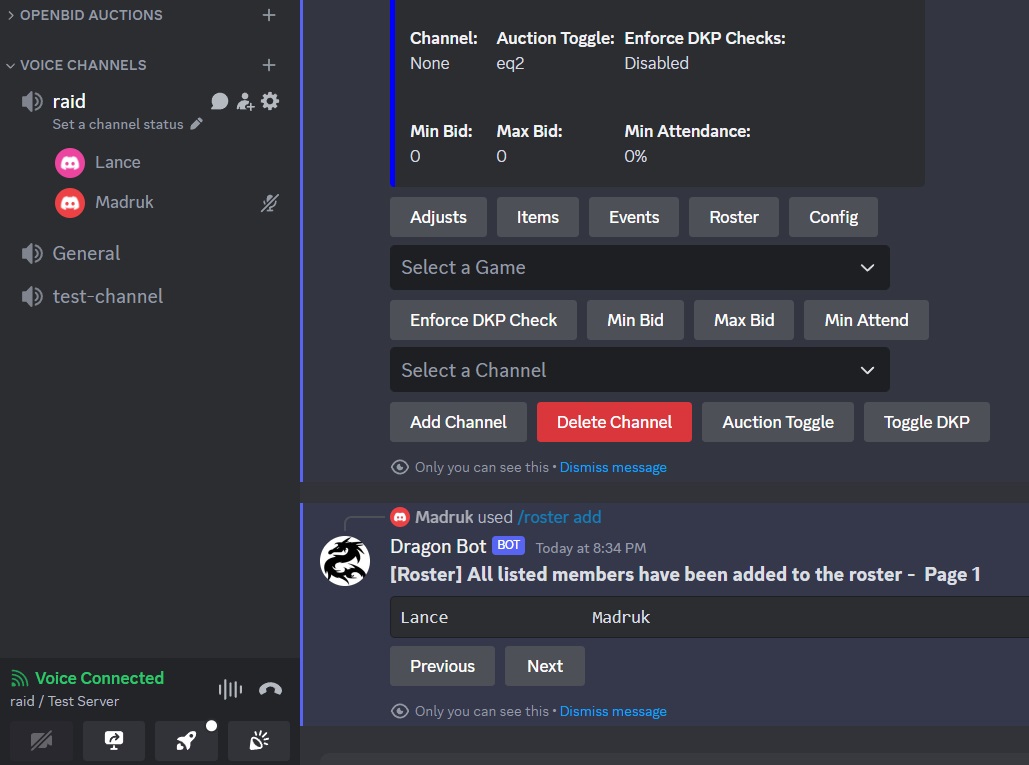 OPENBID AUCTIONS
VOICE CHANNELS
raid
Set a channel status
Lance
Madruk
General
test-channel
Voice Connected
raid / Test Server
Channel: Auction Toggle: Enforce DKP Checks:
None eq2 Disabled
Min Bid: Max Bid: Min Attendance:
0 0 0%
Adjusts Items Events Roster Config
Select a Game
Enforce DKP Check Min Bid Max Bid Min Attend
Select a Channel
Add Channel Delete Channel Auction Toggle Toggle DKP
Only you can see this • Dismiss message
Madruk used /roster add
Dragon Bot BOT Today at 8:34 PM
[Roster] All listed members have been added to the roster - Page 1
Lance Madruk
Previous Next
Only you can see this • Dismiss message